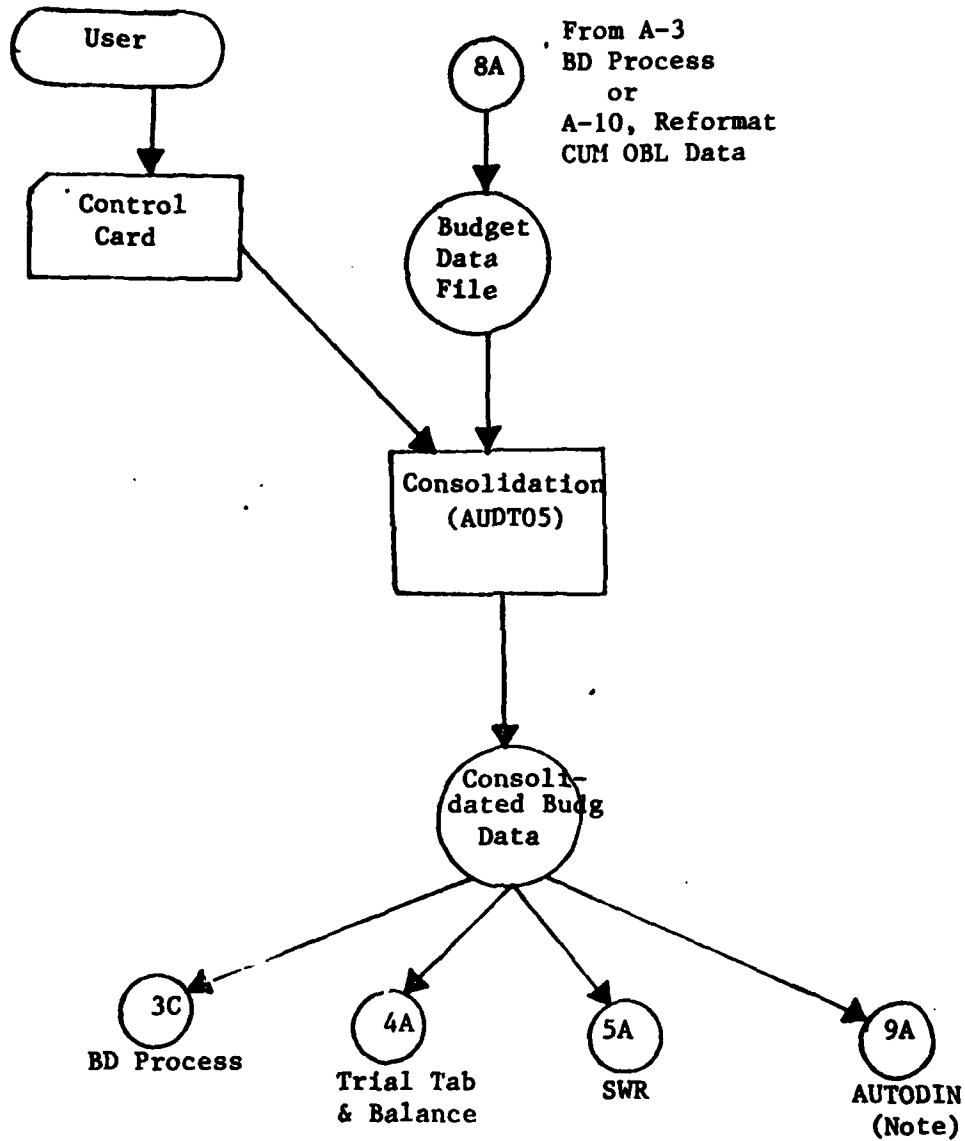 User
8A
From A-3
BD Process
or
A-10, Reformat
CUM OBL Data
Control
Card
Budget
Data
File
Consolidation
(AUDT05)
Consoli-
dated Budg
Data
3C
BD Process
4A
Trial Tab
& Balance
5A
SWR
9A
AUTODIN
(Note)